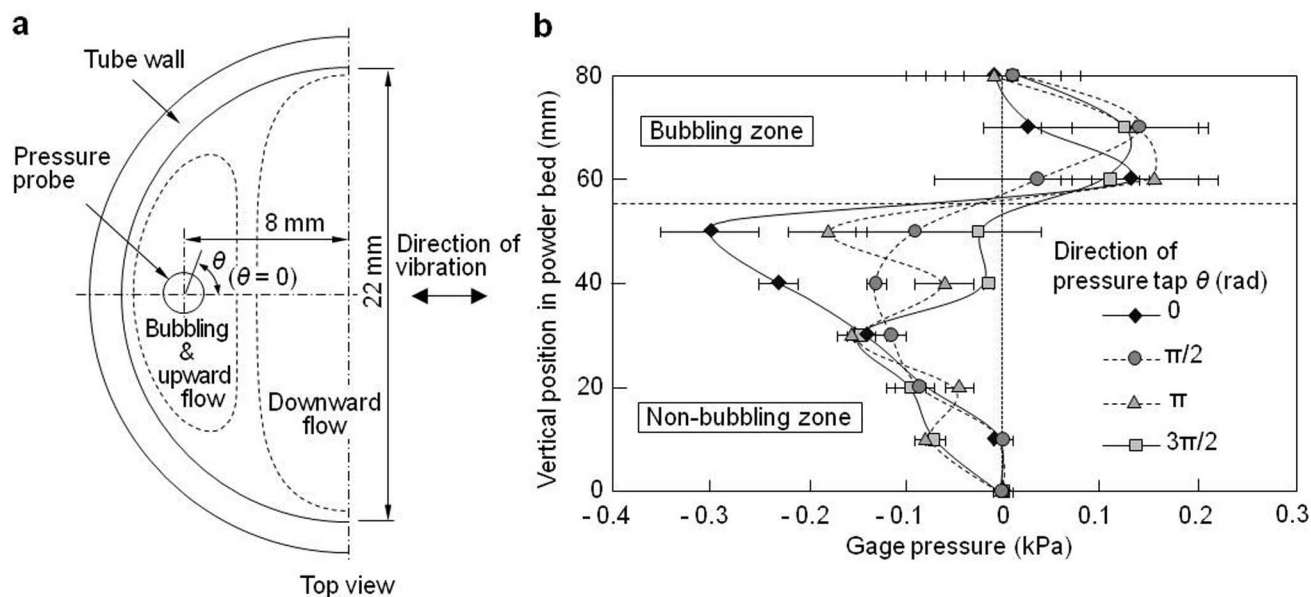 a
Tube wall
Pressure
probe
8 mm
θ
(θ = 0)
22 mm
Direction of
vibration
Bubbling
&
upward
flow
Downward
flow
Top view
b
Vertical position in powder bed (mm)
80
60
40
20
0
Bubbling zone
Non-bubbling zone
Direction of
pressure tap θ (rad)
0
π/2
π
3π/2
- 0.4
- 0.3
- 0.2
- 0.1
0
0.1
0.2
0.3
Gage pressure (kPa)